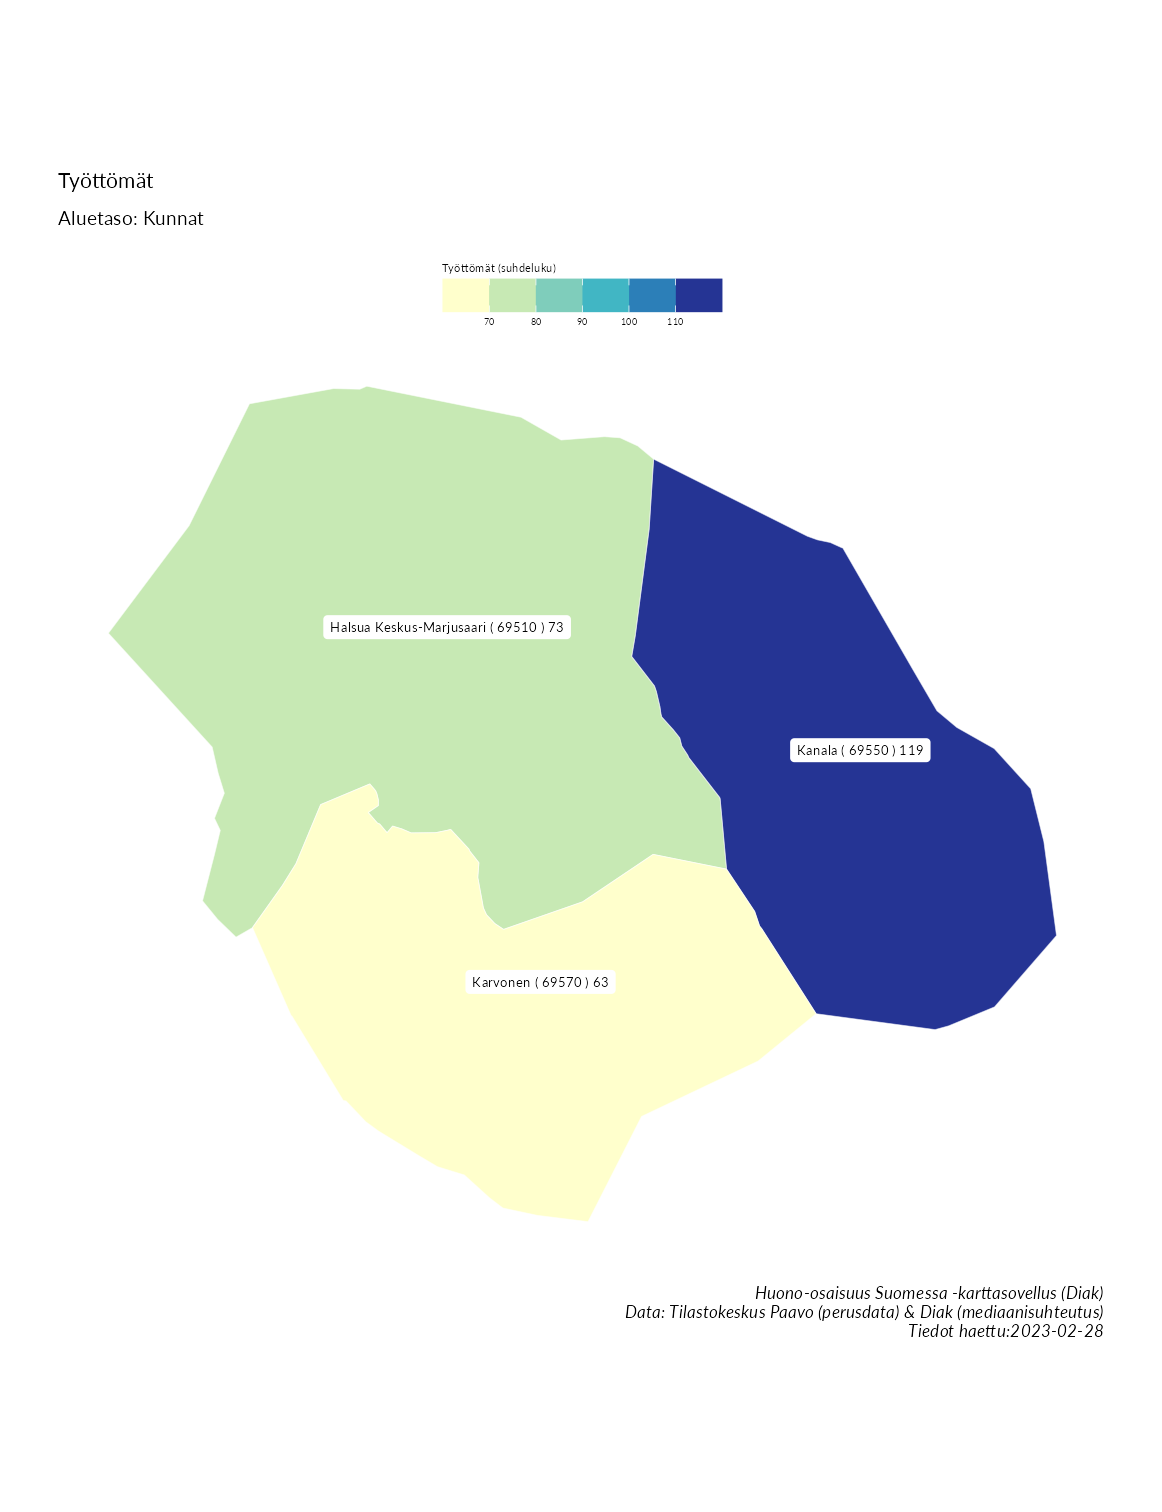 Työttömät
Aluetaso: Kunnat
Työttömät (suhdeluku)
70 80 90 100 110
Halsua Keskus-Marjusaari ( 69510 ) 73
Kanala ( 69550 ) 119
Karvonen ( 69570 ) 63
Huono-osaisuus Suomessa -karttasovellus (Diak)
Data: Tilastokeskus Paavo (perusdata) & Diak (mediaanisuhteutus)
Tiedot haettu:2023-02-28